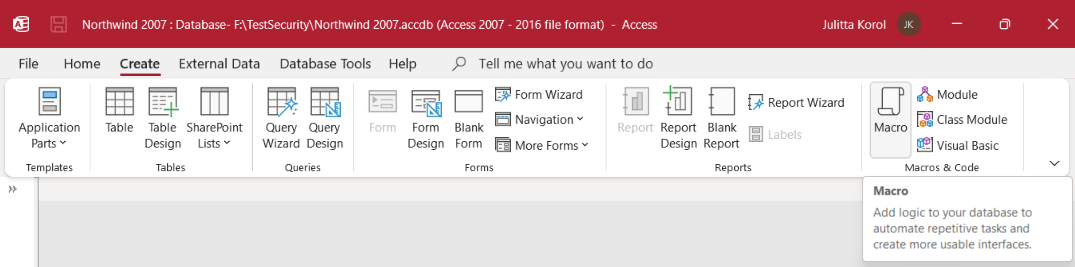 Northwind 2007 : Database- F:\TestSecurity\Northwind 2007.accdb (Access 2007 - 2016 file format) - Access
Julitta Korol
JK
File Home Create External Data Database Tools Help Tell me what you want to do
Application Parts
Templates
Table
Table Design
SharePoint Lists
Tables
Query Wizard
Query Design
Queries
Form
Form Design
Blank Form
Form Wizard
Navigation
More Forms
Forms
Report
Report Design
Blank Report
Report Wizard
Labels
Reports
Macro
Module
Class Module
Visual Basic
Macros & Code
Macro
Add logic to your database to
automate repetitive tasks and
create more usable interfaces.